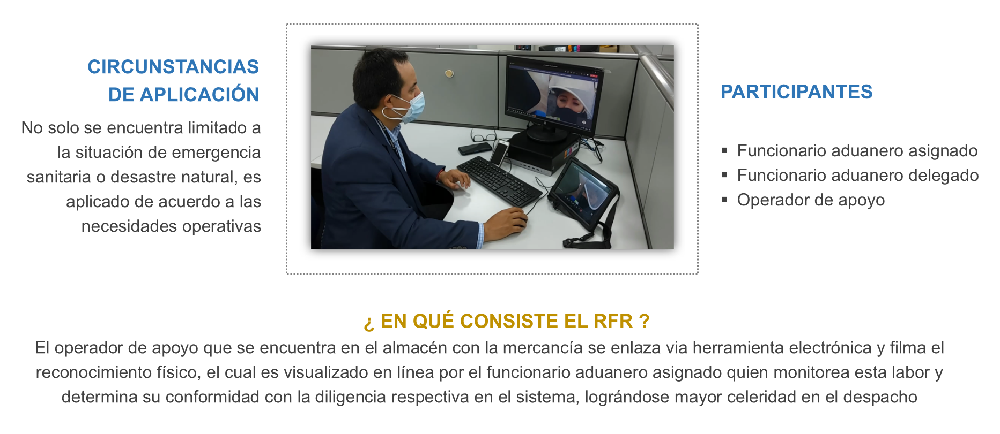 CIRCUNSTANCIAS
DE APLICACIÓN
No solo se encuentra limitado a
la situación de emergencia
sanitaria o desastre natural, es
aplicado de acuerdo a las
necesidades operativas
PARTICIPANTES
▪ Funcionario aduanero asignado
▪ Funcionario aduanero delegado
▪ Operador de apoyo
¿ EN QUÉ CONSISTE EL RFR ?
El operador de apoyo que se encuentra en el almacén con la mercancía se enlaza via herramienta electrónica y filma el
reconocimiento físico, el cual es visualizado en línea por el funcionario aduanero asignado quien monitorea esta labor y
determina su conformidad con la diligencia respectiva en el sistema, lográndose mayor celeridad en el despacho